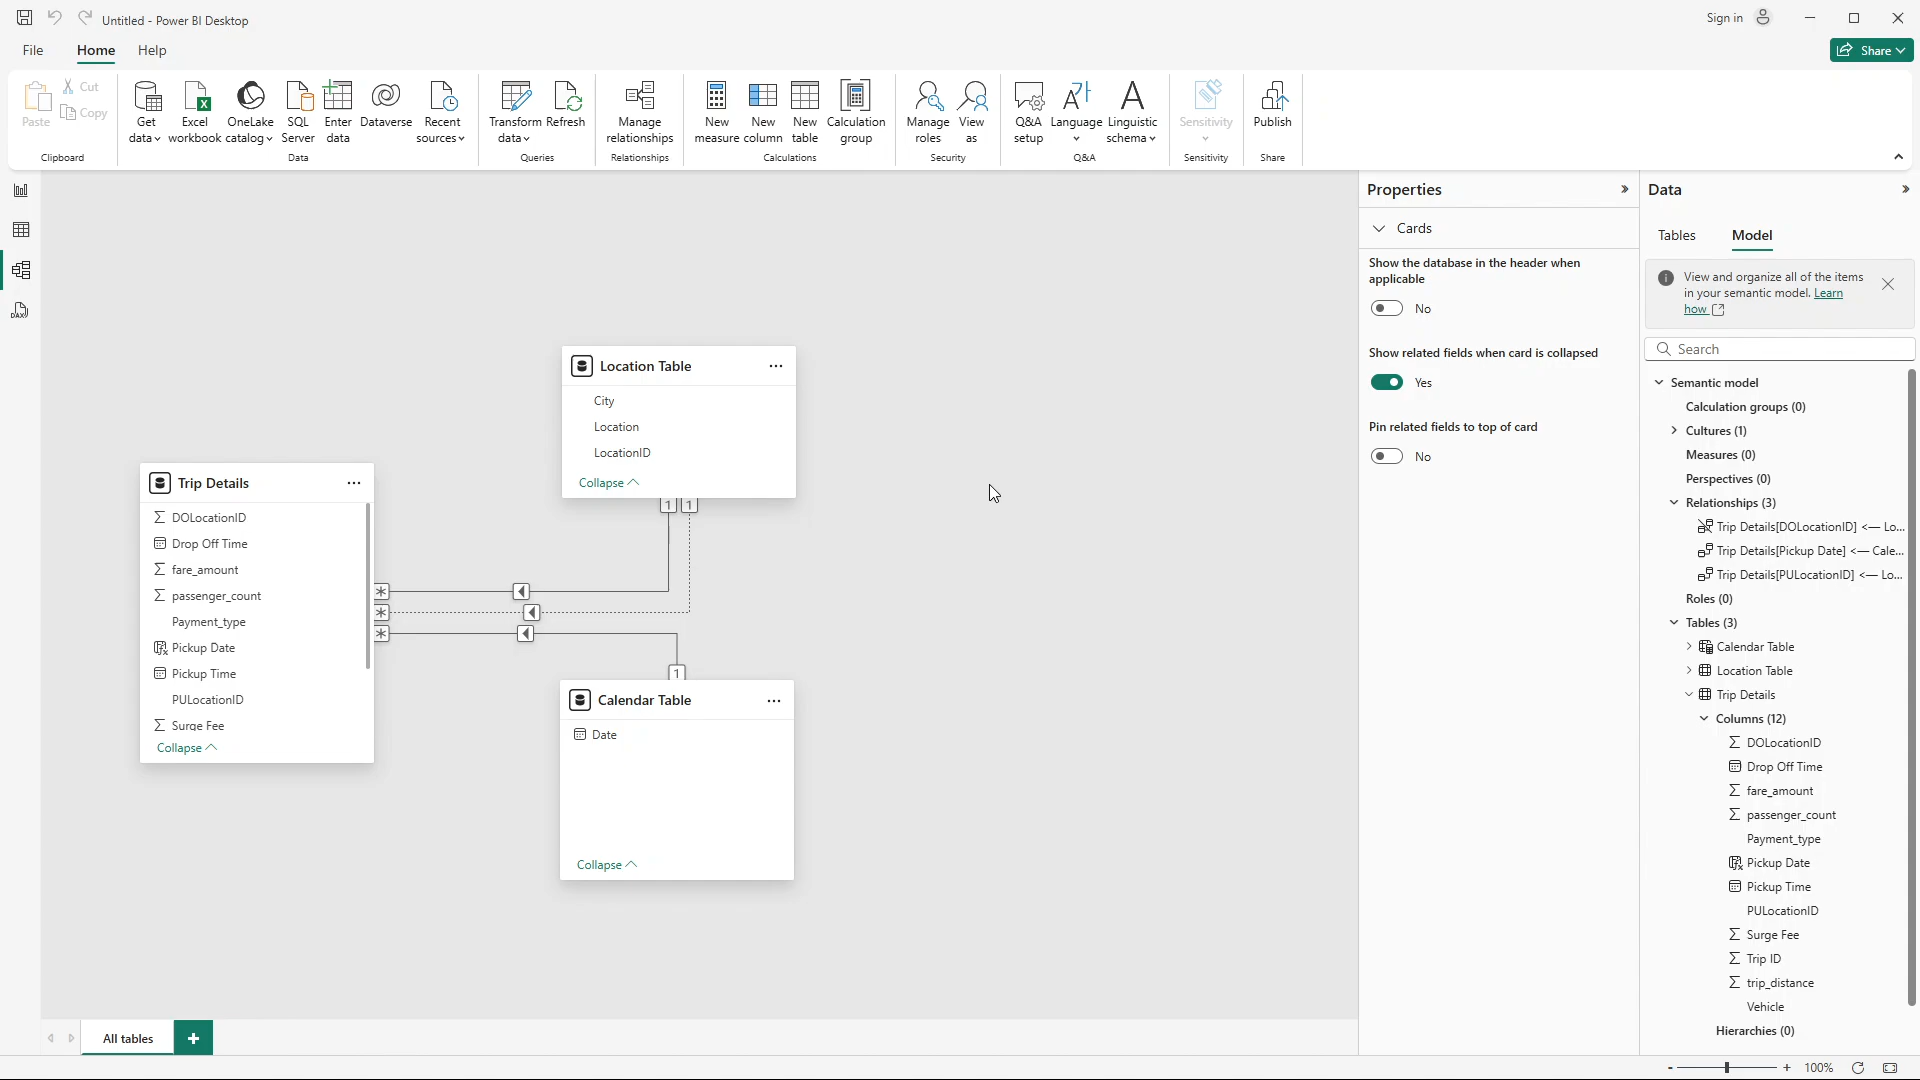 Untitled - Power BI Desktop
Sign in
File
Home
Help
Share
Paste
Cut
Copy
Clipboard
Get data
Excel workbook
OneLake catalog
SQL Server
Enter data
Dataverse
Recent sources
Data
Transform data
Refresh
Queries
Manage relationships
Relationships
New measure
New column
New table
Calculation group
Calculations
Manage roles
View as
Security
Q&A setup
Language
Linguistic schema
Q&A
Sensitivity
Sensitivity
Publish
Share
Location Table
City
Location
LocationID
Collapse
1 1
Trip Details
DOLocationID
Drop Off Time
fare_amount
passenger_count
Payment_type
Pickup Date
Pickup Time
PULocationID
Surge Fee
Collapse
*
*
*
1
Calendar Table
Date
Collapse
All tables
Properties
Cards
Show the database in the header when
applicable
No
Show related fields when card is collapsed
Yes
Pin related fields to top of card
No
Data
Tables
Model
View and organize all of the items
in your semantic model. Learn
how
Search
Semantic model
Calculation groups (0)
Cultures (1)
Measures (0)
Perspectives (0)
Relationships (3)
Trip Details[DOLocationID] <— Lo...
Trip Details[Pickup Date] <— Cale...
Trip Details[PULocationID] <— Lo...
Roles (0)
Tables (3)
Calendar Table
Location Table
Trip Details
Columns (12)
DOLocationID
Drop Off Time
fare_amount
passenger_count
Payment_type
Pickup Date
Pickup Time
PULocationID
Surge Fee
Trip ID
trip_distance
Vehicle
Hierarchies (0)
- + 100%